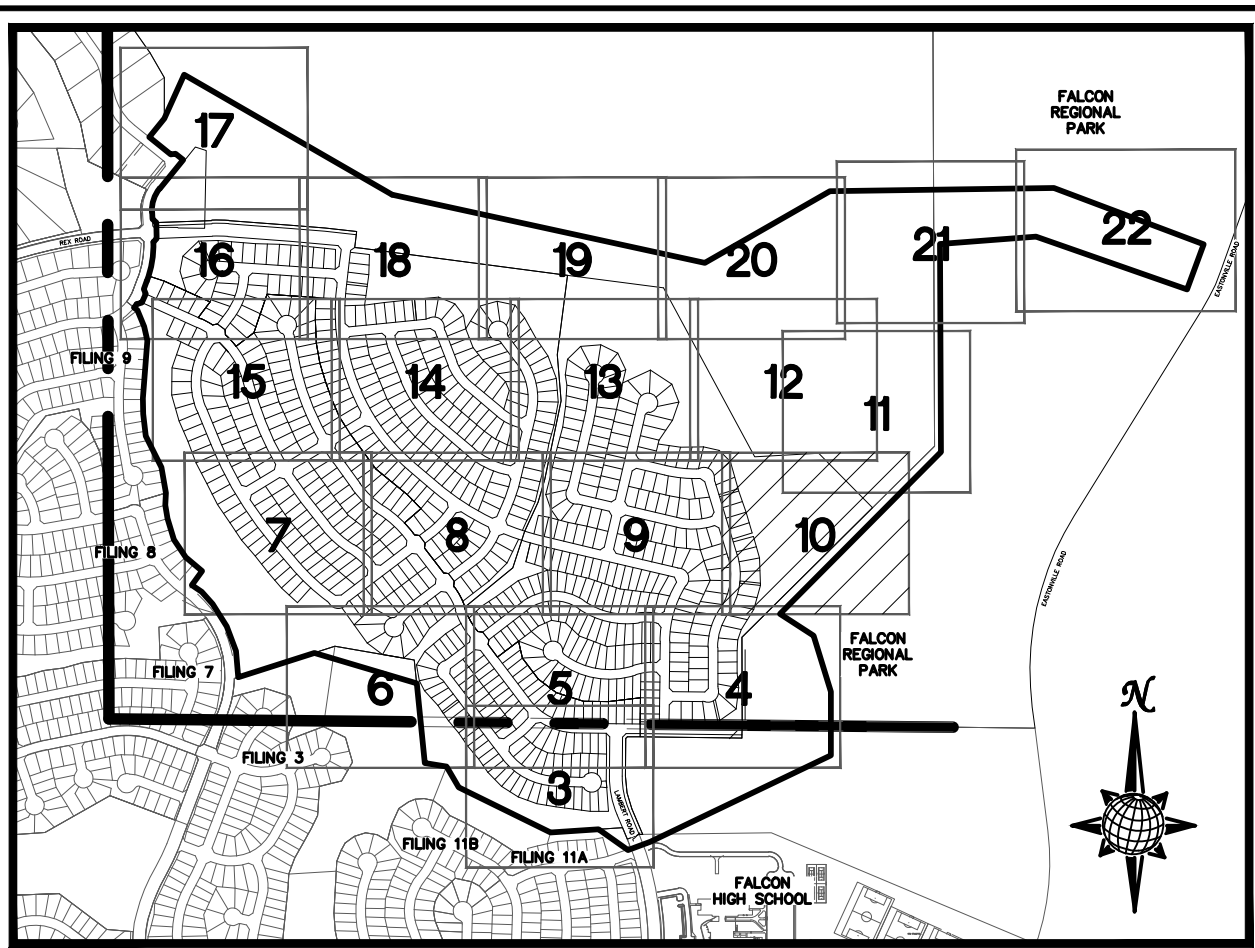 FALCON
REGIONAL
PARK
17
22
EASTONVILLE ROAD
REX ROAD
16
18
19
20
21
FILING 9
15
14
13
12
11
7
8
9
10
FILING 8
EASTONVILLE ROAD
FALCON
REGIONAL
PARK
FILING 7
6
5
4
N
FILING 3
3
LAMBERT ROAD
FILING 11B
FILING 11A
FALCON
HIGH SCHOOL